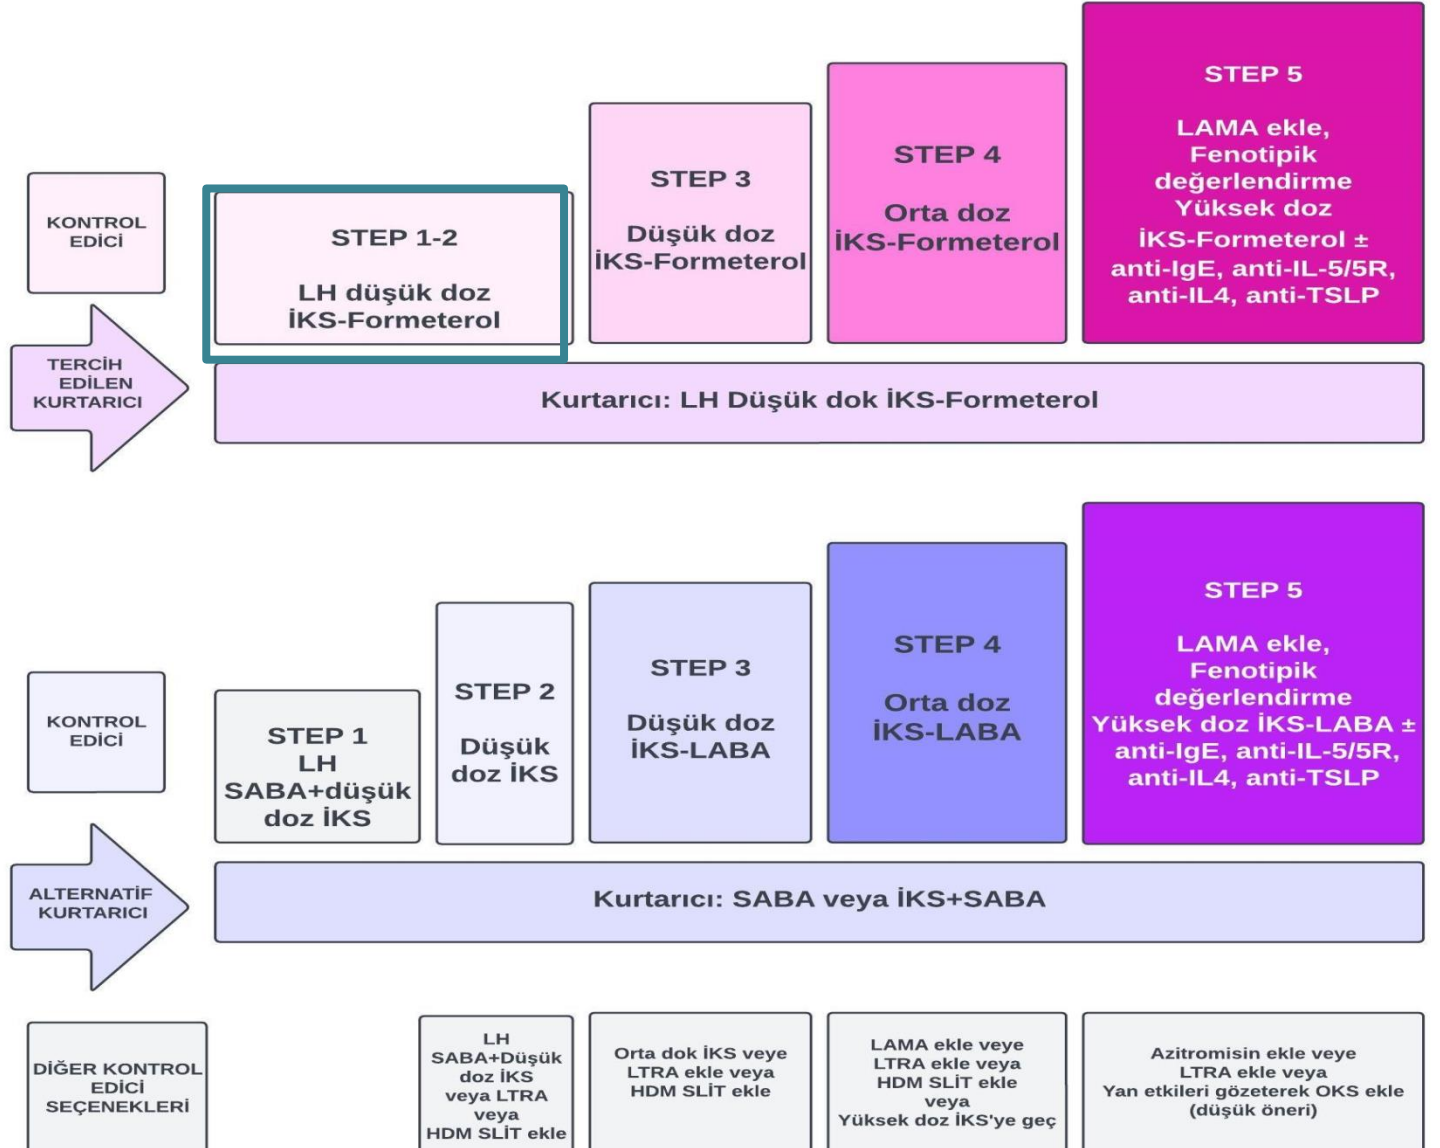 KONTROL
EDİCİ
STEP 1-2
LH düşük doz
İKS-Formeterol
STEP 3
Düşük doz
İKS-Formeterol
STEP 4
Orta doz
İKS-Formeterol
STEP 5
LAMA ekle,
Fenotipik
değerlendirme
Yüksek doz
İKS-Formeterol ±
anti-IgE, anti-IL-5/5R,
anti-IL4, anti-TSLP
TERCİH
EDİLEN
KURTARICI
Kurtarıcı: LH Düşük dok İKS-Formeterol
KONTROL
EDİCİ
STEP 1
LH
SABA+düşük
doz İKS
STEP 2
Düşük
doz İKS
STEP 3
Düşük doz
İKS-LABA
STEP 4
Orta doz
İKS-LABA
STEP 5
LAMA ekle,
Fenotipik
değerlendirme
Yüksek doz İKS-LABA ±
anti-IgE, anti-IL-5/5R,
anti-IL4, anti-TSLP
ALTERNATİF
KURTARICI
Kurtarıcı: SABA veya İKS+SABA
DİĞER KONTROL
EDİCİ
SEÇENEKLERİ
LH
SABA+Düşük
doz İKS
veya LTRA
veya
HDM SLİT ekle
Orta dok İKS veye
LTRA ekle veya
HDM SLİT ekle
LAMA ekle veye
LTRA ekle veya
HDM SLİT ekle
veya
Yüksek doz İKS'ye geç
Azitromisin ekle veye
LTRA ekle veya
Yan etkileri gözeterek OKS ekle
(düşük öneri)